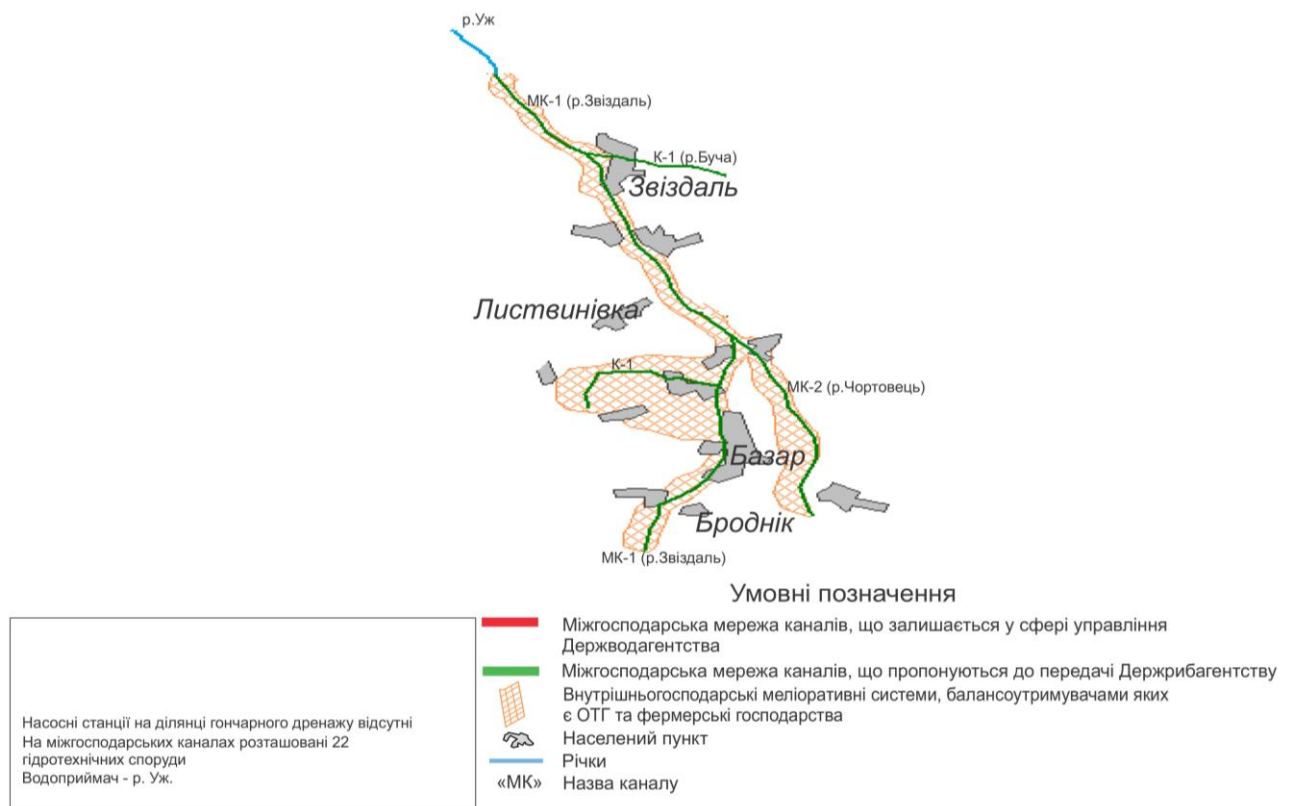 р.Уж
МК-1 (р.Звіздаль)
К-1 (р.Буча)
Звіздаль
Листвинівка
К-1
МК-2 (р.Чортовець)
Базар
Броднік
МК-1 (р.Звіздаль)
Умовні позначення
Міжгосподарська мережа каналів, що залишається у сфері управління
Держводагентства
Міжгосподарська мережа каналів, що пропонуються до передачі Держрибагентству
Внутрішньогосподарські меліоративні системи, балансоутримувачами яких
є ОТГ та фермерські господарства
Населений пункт
Річки
«МК» Назва каналу
Насосні станції на ділянці гончарного дренажу відсутні
На міжгосподарських каналах розташовані 22
гідротехнічних споруди
Водоприймач - р. Уж.